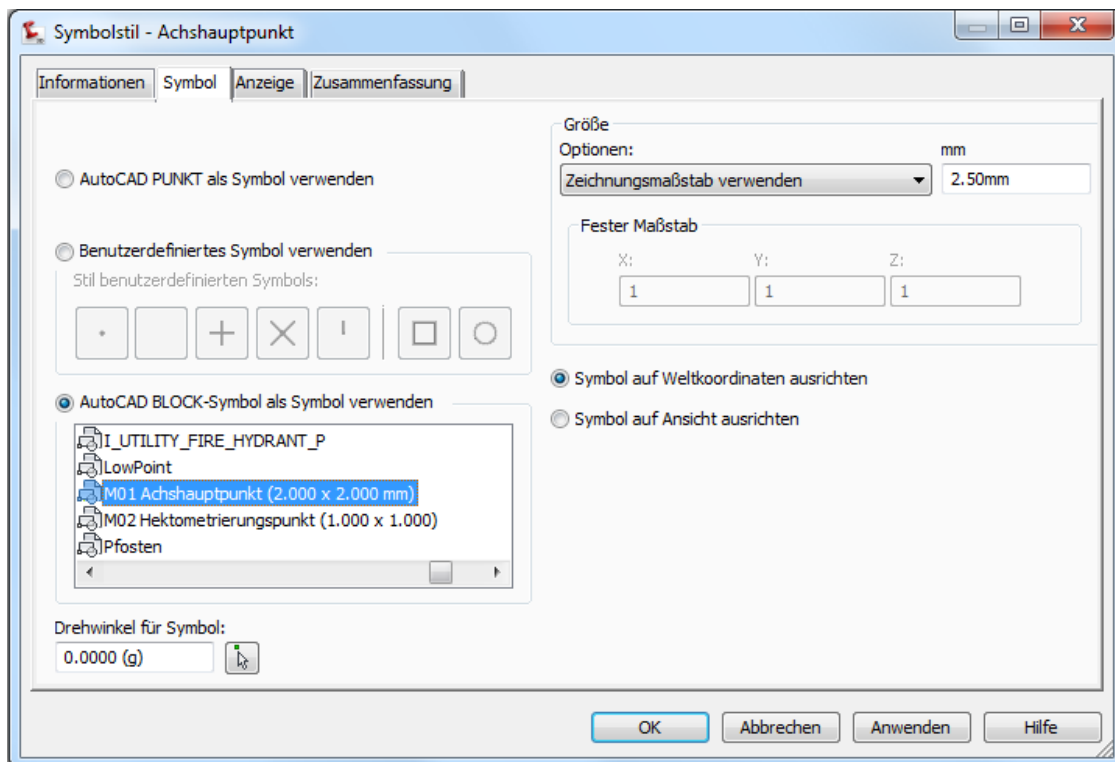 Symbolstil - Achshauptpunkt
Informationen
Symbol
Anzeige
Zusammenfassung
AutoCAD PUNKT als Symbol verwenden
Benutzerdefiniertes Symbol verwenden
Stil benutzerdefinierten Symbols:
AutoCAD BLOCK-Symbol als Symbol verwenden
I_UTILITY_FIRE_HYDRANT_P
LowPoint
M01 Achshauptpunkt (2.000 x 2.000 mm)
M02 Hektometrierungspunkt (1.000 x 1.000)
Pfosten
Drehwinkel für Symbol:
0.0000 (g)
Größe
Optionen:
mm
Zeichnungsmaßstab verwenden
2.50mm
Fester Maßstab
X:
Y:
Z:
1
1
1
Symbol auf Weltkoordinaten ausrichten
Symbol auf Ansicht ausrichten
OK
Abbrechen
Anwenden
Hilfe